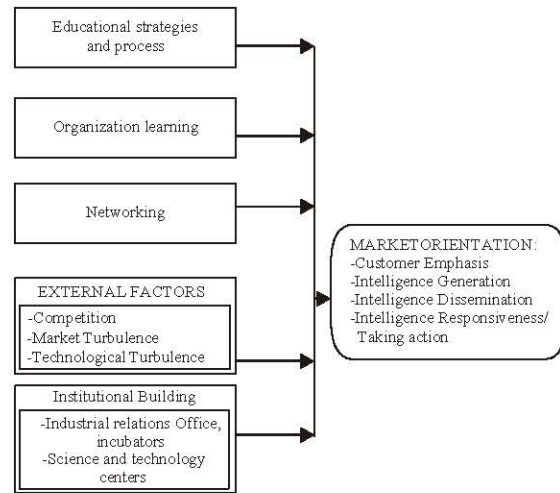 Educational strategies
and process
Organization learning
Networking
EXTERNAL FACTORS
-Competition
-Market Turbulence
-Technological Turbulence
Institutional Building
-Industrial relations Office,
incubators
-Science and technology
centers
MARKETORIENTATION:
-Customer Emphasis
-Intelligence Generation
-Intelligence Dissemination
-Intelligence Responsiveness/
Taking action